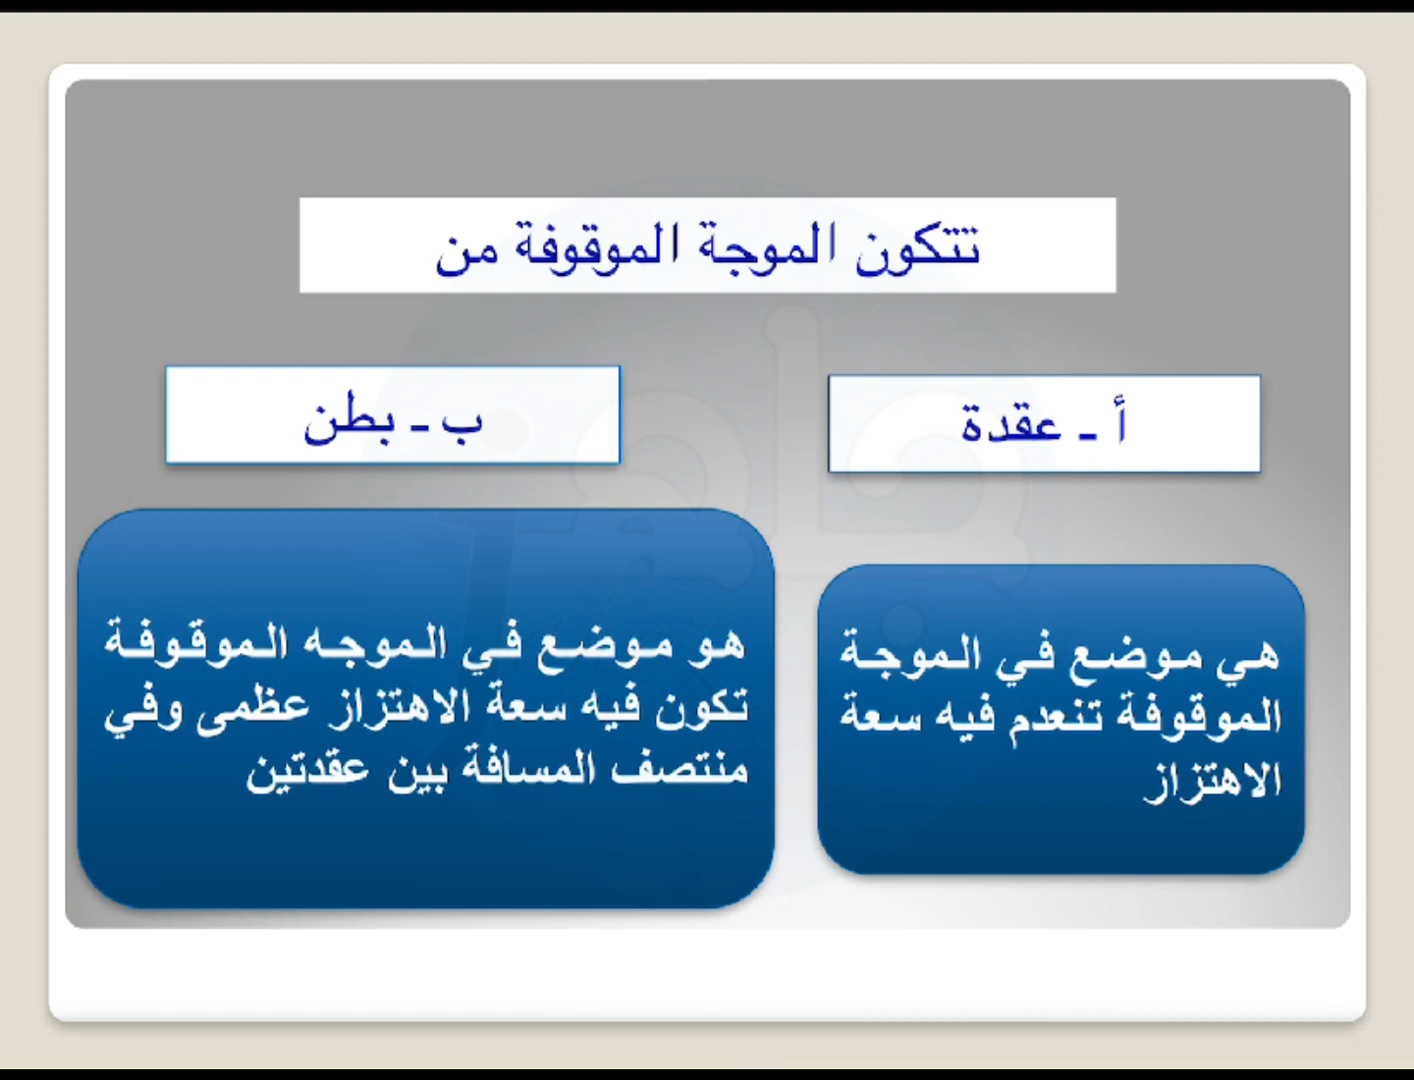 تتكون الموجة الموقوفة من
أ ـ عقدة
ب ـ بطن
هي موضع في الموجة
الموقوفة تنعدم فيه سعة
الاهتزاز
هو موضع في الموجه الموقوفة
تكون فيه سعة الاهتزاز عظمى وفي
منتصف المسافة بين عقدتين